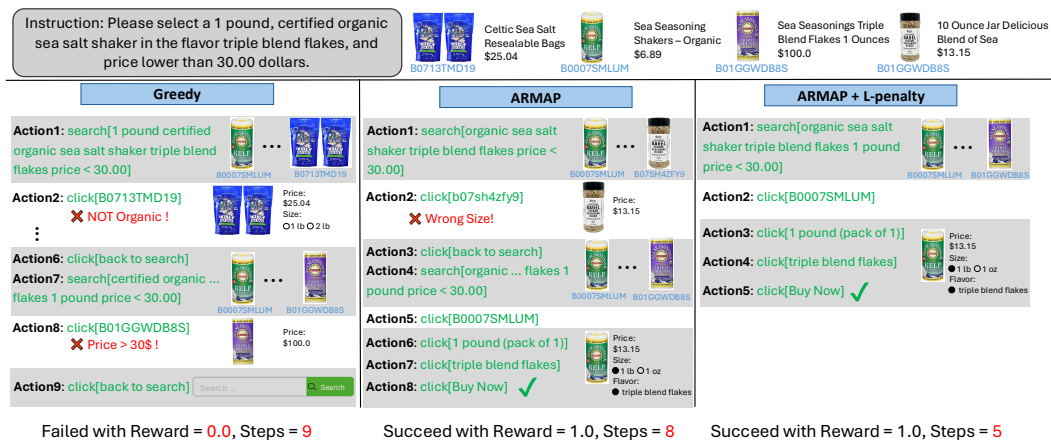 Instruction: Please select a 1 pound, certified organic
sea salt shaker in the flavor triple blend flakes, and
price lower than 30.00 dollars.
Celtic Sea Salt
Resealable Bags
$25.04
B0713TMD19
Sea Seasoning
Shakers – Organic
$6.89
B0007SMLUM
Sea Seasonings Triple
Blend Flakes 1 Ounces
$100.0
B01GGWDB8S
10 Ounce Jar Delicious
Blend of Sea
$13.15
B01GGWDB8S
Greedy
Action1: search[1 pound certified
organic sea salt shaker triple blend
flakes price < 30.00]
KELP
...
B0007SMLUM
B0713TMD19
Action2: click[B0713TMD19]
NOT Organic !
Price:
$25.04
Size:
1 lb 2 lb
Action6: click[back to search]
Action7: search[certified organic ...
flakes 1 pound price < 30.00]
KELP
...
B0007SMLUM
B01GGWDB8S
Action8: click[B01GGWDB8S]
Price > 30$ !
Price:
$100.0
Action9: click[back to search]
Search ...
Search
Failed with Reward = 0.0, Steps = 9
ARMAP
Action1: search[organic sea salt
shaker triple blend flakes price <
30.00]
KELP
...
B0007SMLUM
B07SH4ZFY9
Action2: click[b07sh4zfy9]
Wrong Size!
Price:
$13.15
Action3: click[back to search]
Action4: search[organic ... flakes 1
pound price < 30.00]
KELP
...
B0007SMLUM
B01GGWDB8S
Action5: click[B0007SMLUM]
Action6: click[1 pound (pack of 1)]
Action7: click[triple blend flakes]
Action8: click[Buy Now]
KELP
Price:
$13.15
Size:
1 lb 1 oz
Flavor:
triple blend flakes
Succeed with Reward = 1.0, Steps = 8
ARMAP + L-penalty
Action1: search[organic sea salt
shaker triple blend flakes 1 pound
price < 30.00]
KELP
...
B0007SMLUM
B01GGWDB8S
Action2: click[B0007SMLUM]
Action3: click[1 pound (pack of 1)]
Action4: click[triple blend flakes]
Action5: click[Buy Now]
KELP
Price:
$13.15
Size:
1 lb 1 oz
Flavor:
triple blend flakes
Succeed with Reward = 1.0, Steps = 5